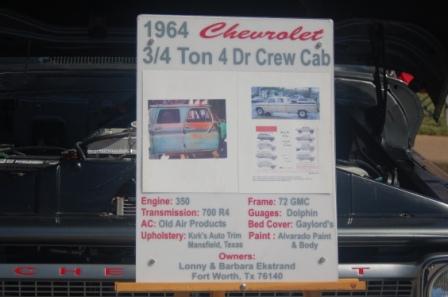 1964 Chevrolet
3/4 Ton 4 Dr Crew Cab
Engine: 350
Transmission: 700 R4
AC: Old Air Products
Upholstery: Kirk's Auto Trim
Mansfield, Texas
Frame: 72 GMC
Guages: Dolphin
Bed Cover: Gaylord's
Paint : Alvarado Paint
& Body
Owners:
Lonny & Barbara Ekstrand
Fort Worth, Tx 76140
C H E T